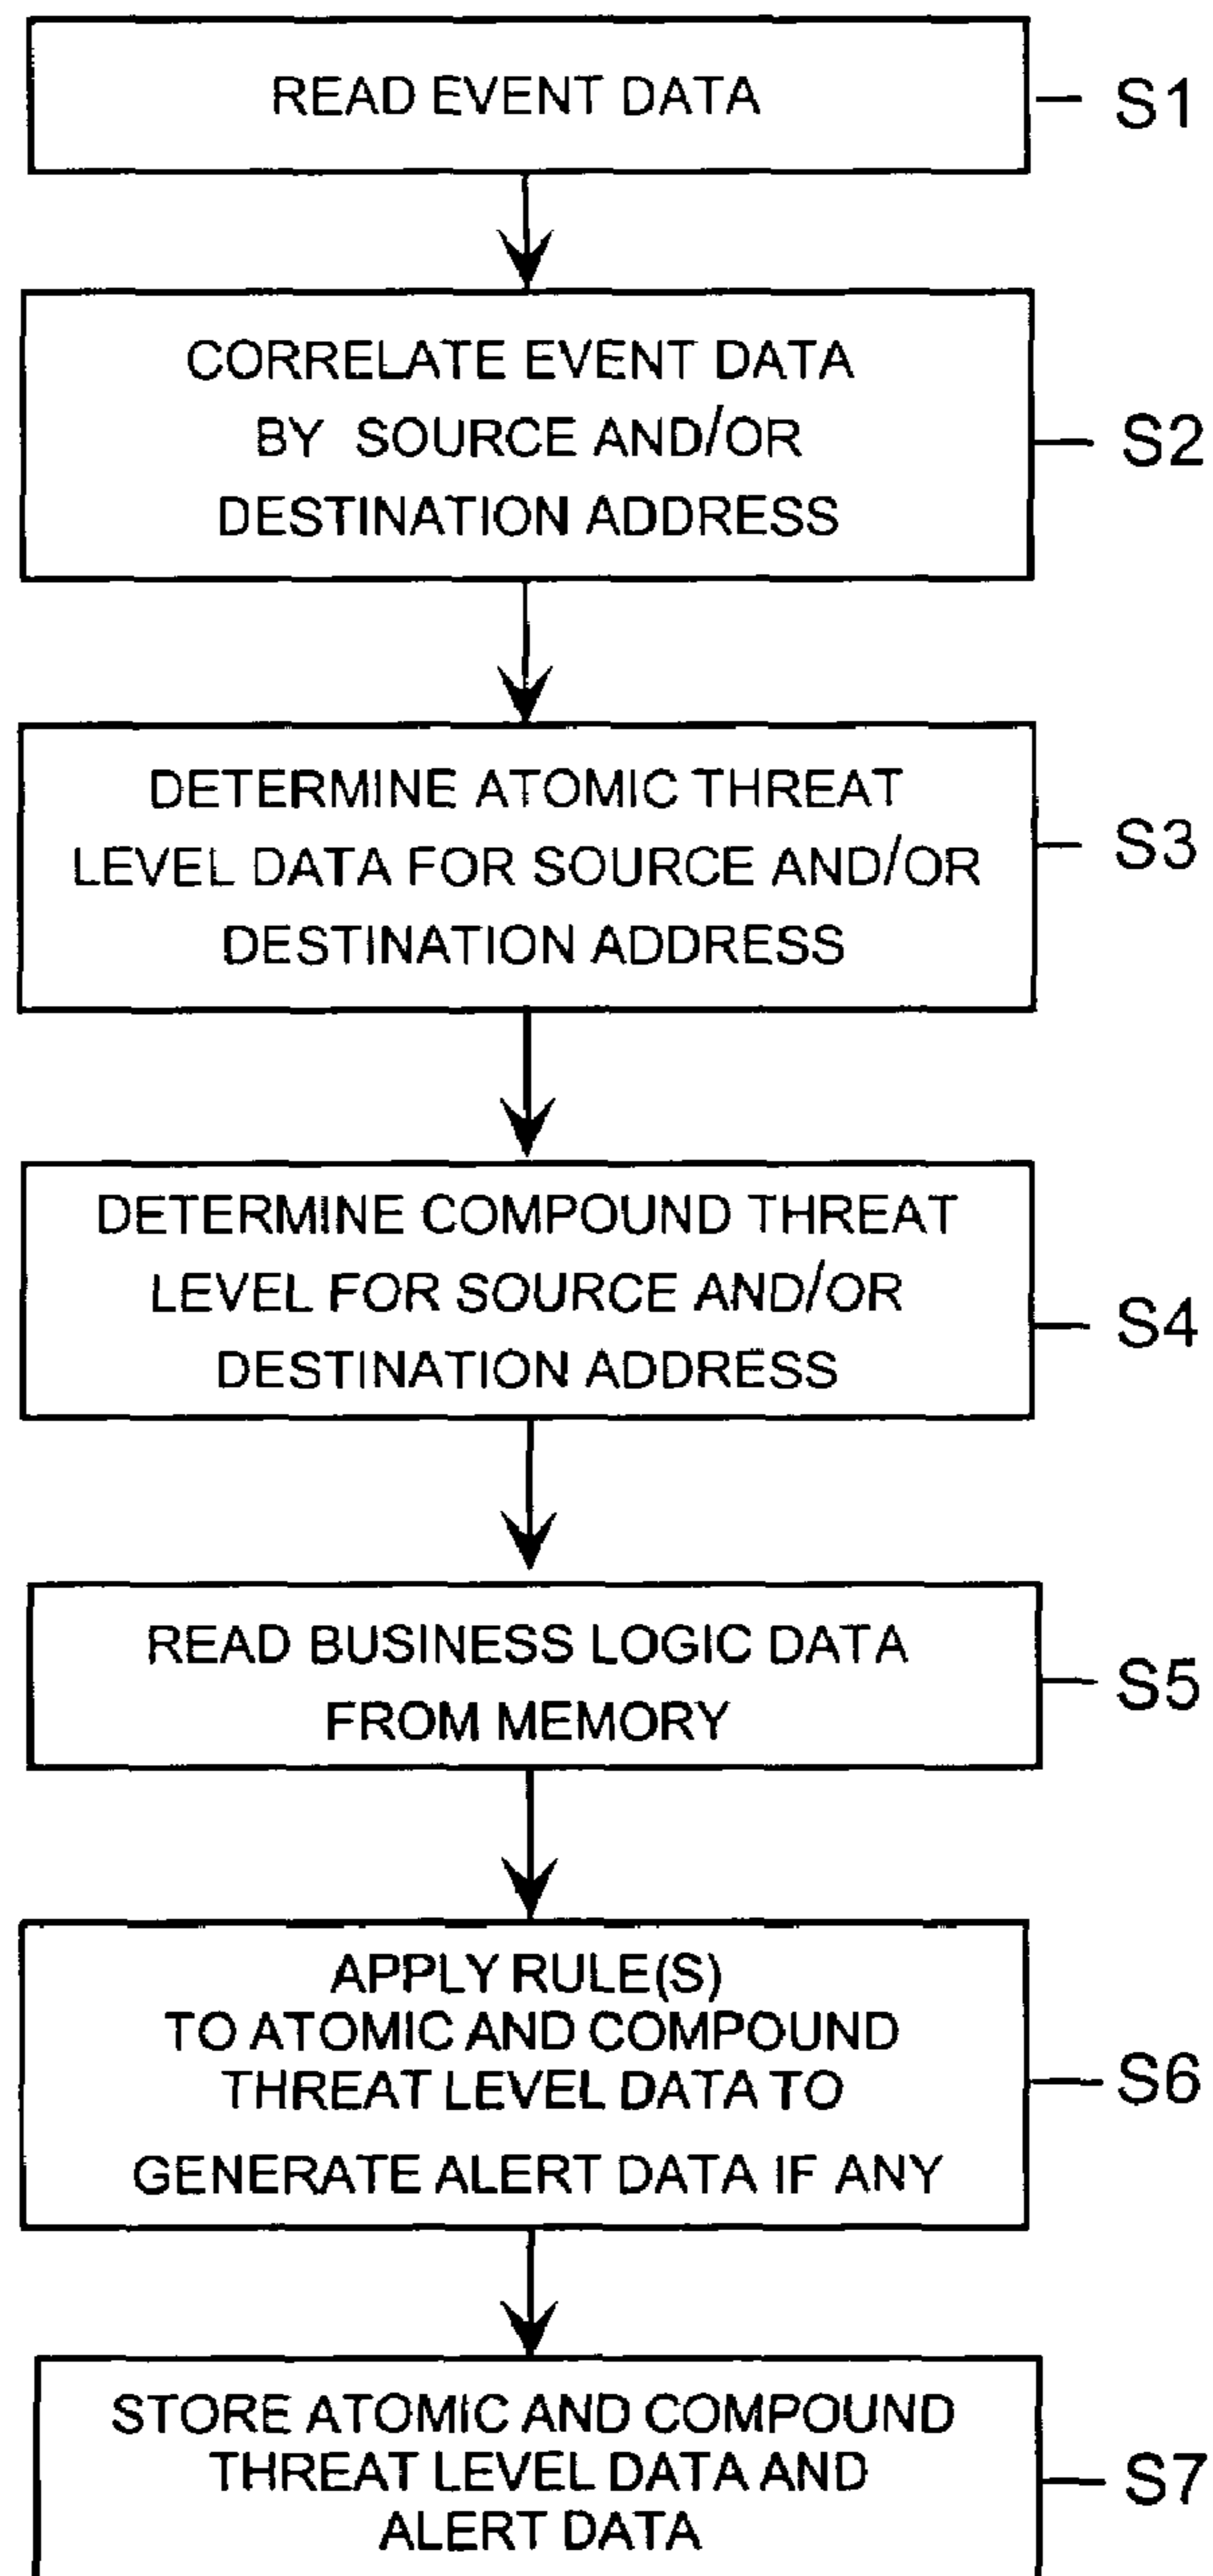 READ EVENT DATA
S1
CORRELATE EVENT DATA
BY SOURCE AND/OR
DESTINATION ADDRESS
S2
DETERMINE ATOMIC THREAT
LEVEL DATA FOR SOURCE AND/OR
DESTINATION ADDRESS
S3
DETERMINE COMPOUND THREAT
LEVEL FOR SOURCE AND/OR
DESTINATION ADDRESS
S4
READ BUSINESS LOGIC DATA
FROM MEMORY
S5
APPLY RULE(S)
TO ATOMIC AND COMPOUND
THREAT LEVEL DATA TO
GENERATE ALERT DATA IF ANY
S6
STORE ATOMIC AND COMPOUND
THREAT LEVEL DATA AND
ALERT DATA
S7